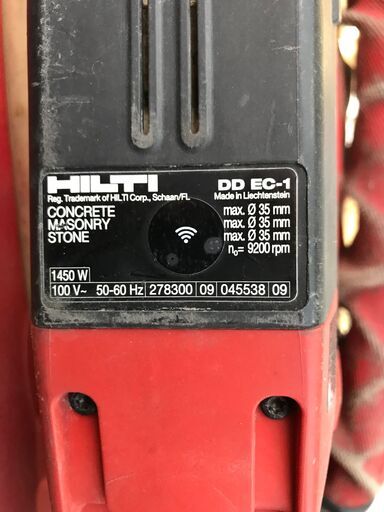 HILTI DD EC-1
Reg. Trademark of HILTI Corp., Schaan/FL Made in Liechtenstein
CONCRETE max. Ø 35 mm
MASONRY max. Ø 35 mm
STONE max. Ø 35 mm
n₀= 9200 rpm
1450 W
100 V~ 50-60 Hz 278300 09 045538 09